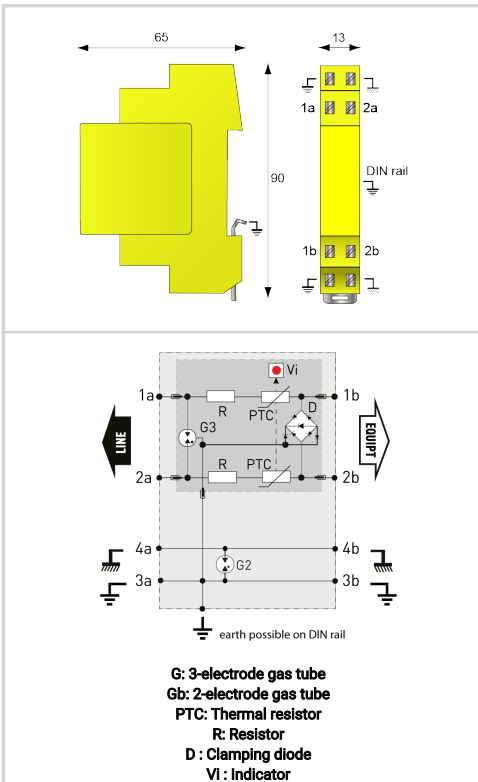 65
13
1a
2a
DIN rail
90
1b
2b
Vi
1a
1b
R
PTC
D
G3
LINE
EQUIPT
R
PTC
2a
2b
4a
4b
G2
3a
3b
earth possible on DIN rail
G: 3-electrode gas tube
Gb: 2-electrode gas tube
PTC: Thermal resistor
R: Resistor
D : Clamping diode
Vi : Indicator